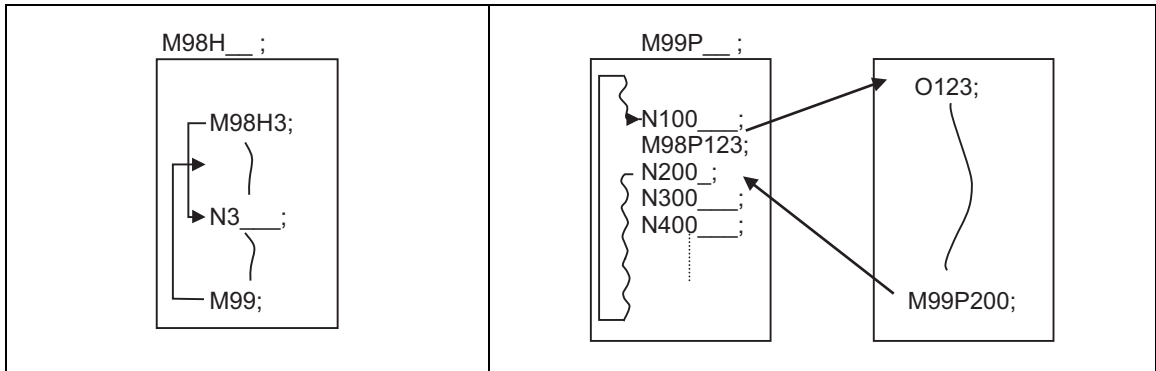 M98H__ ;
M98H3;
N3___;
M99;
M99P__ ;
N100___;
M98P123;
N200_;
N300___;
N400___;
O123;
M99P200;